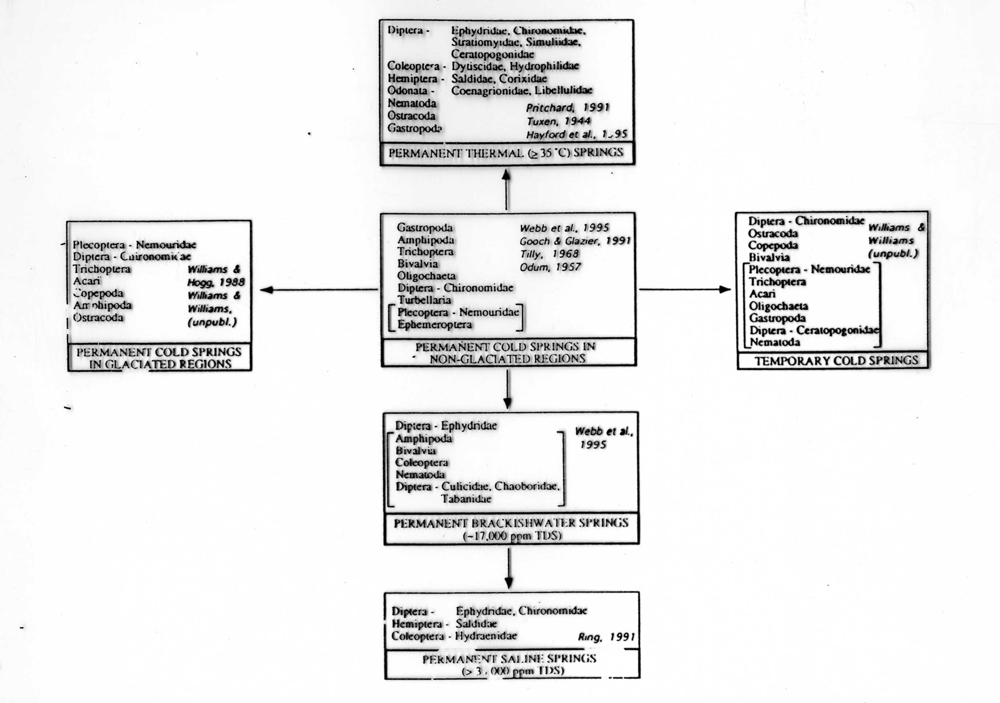 Diptera - Ephydridae, Chironomidae,
Stratiomyidae, Simuliidae,
Ceratopogonidae
Coleoptera - Dytiscidae, Hydrophilidae
Hemiptera - Saldidae, Corixidae
Odonata - Coenagrionidae, Libellulidae
Nematoda
Ostracoda
Gastropoda
Pritchard, 1991
Tuxen, 1944
Hayford et al.,
PERMANENT THERMAL (≥ 35 °C) SPRINGS
Plecoptera - Nemouridae
Diptera - Chironomidae
Trichoptera
Acari
Copepoda
Amphipoda
Ostracoda
Williams &
Hogg, 1988
Williams &
Williams,
(unpubl.)
PERMANENT COLD SPRINGS
IN GLACIATED REGIONS
Gastropoda
Amphipoda
Trichoptera
Bivalvia
Oligochaeta
Diptera - Chironomidae
Turbellaria
[Plecoptera - Nemouridae
Ephemeroptera]
Webb et al., 1995
Gooch & Glazier, 1991
Tilly, 1968
Odum, 1957
PERMANENT COLD SPRINGS IN
NON-GLACIATED REGIONS
Diptera - Chironomidae
Ostracoda
Copepoda
Bivalvia
[Plecoptera - Nemouridae
Trichoptera
Acari
Oligochaeta
Gastropoda
Diptera - Ceratopogonidae
Nematoda]
Williams &
Williams
(unpubl.)
TEMPORARY COLD SPRINGS
Diptera - Ephydridae
[Amphipoda
Bivalvia
Coleoptera
Nematoda
Diptera - Culicidae, Chaoboridae,
Tabanidae]
Webb et al.,
1995
PERMANENT BRACKISHWATER SPRINGS
(~17,000 ppm TDS)
Diptera - Ephydridae, Chironomidae
Hemiptera - Saldidae
Coleoptera - Hydraenidae
Ring, 1991
PERMANENT SALINE SPRINGS
ppm TDS)